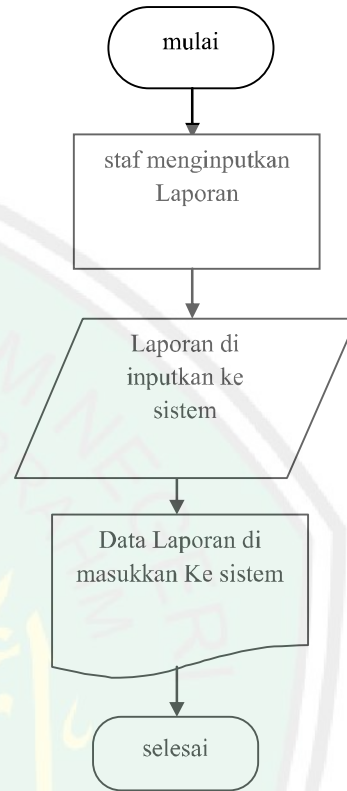 mulai
staf menginputkan
Laporan
Laporan di
inputkan ke
sistem
Data Laporan di
masukkan Ke sistem
selesai